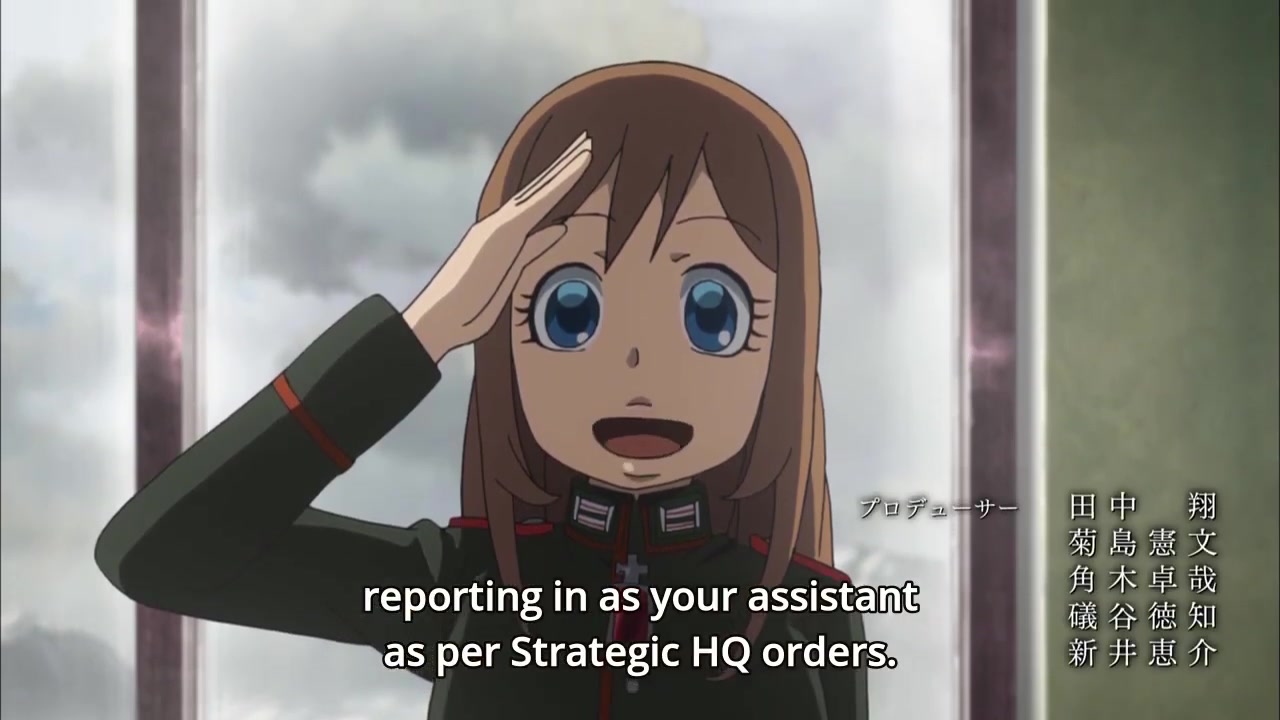 プロデューサー
田中 翔
菊島憲文
角木卓哉
礒谷徳知
新井恵介
reporting in as your assistant
as per Strategic HQ orders.